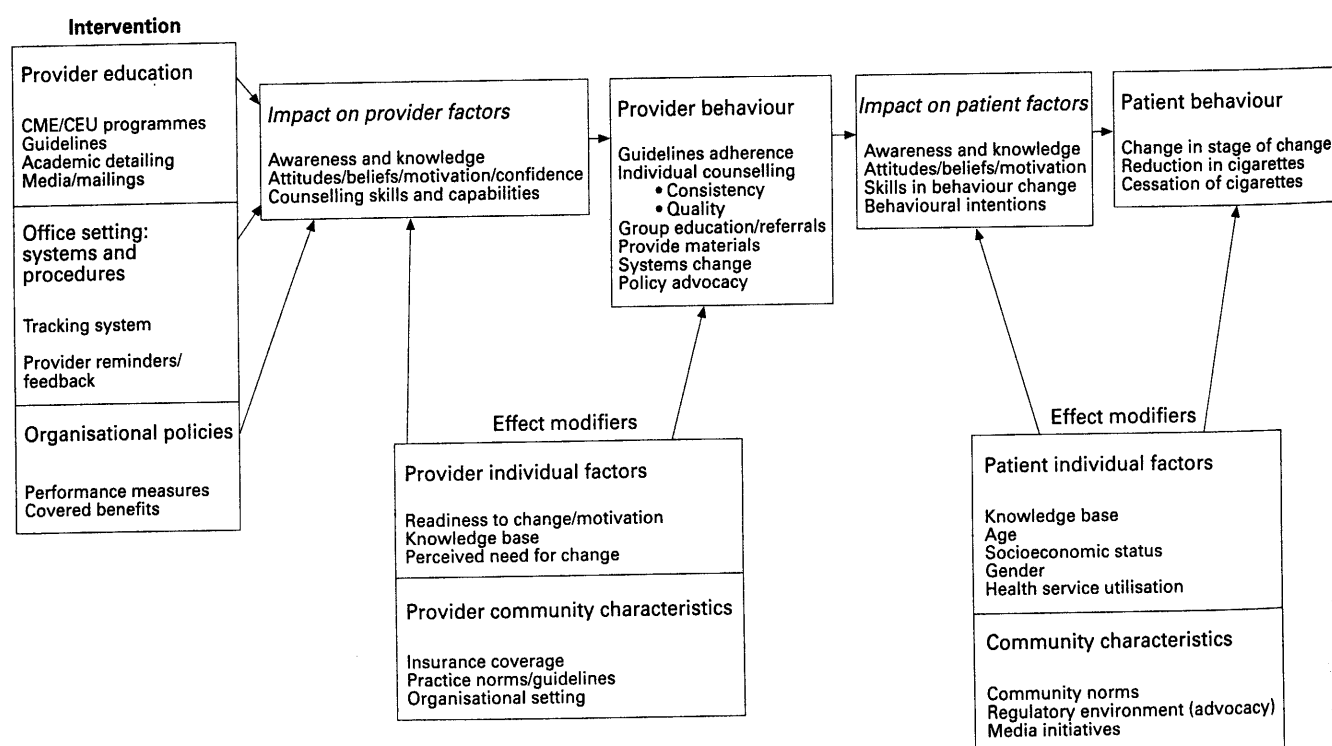 Intervention
Provider education
CME/CEU programmes
Guidelines
Academic detailing
Media/mailings
Office setting:
systems and
procedures
Tracking system
Provider reminders/
feedback
Organisational policies
Performance measures
Covered benefits
Impact on provider factors
Awareness and knowledge
Attitudes/beliefs/motivation/confidence
Counselling skills and capabilities
Provider behaviour
Guidelines adherence
Individual counselling
• Consistency
• Quality
Group education/referrals
Provide materials
Systems change
Policy advocacy
Impact on patient factors
Awareness and knowledge
Attitudes/beliefs/motivation
Skills in behaviour change
Behavioural intentions
Patient behaviour
Change in stage of change
Reduction in cigarettes
Cessation of cigarettes
Effect modifiers
Provider individual factors
Readiness to change/motivation
Knowledge base
Perceived need for change
Provider community characteristics
Insurance coverage
Practice norms/guidelines
Organisational setting
Effect modifiers
Patient individual factors
Knowledge base
Age
Socioeconomic status
Gender
Health service utilisation
Community characteristics
Community norms
Regulatory environment (advocacy)
Media initiatives